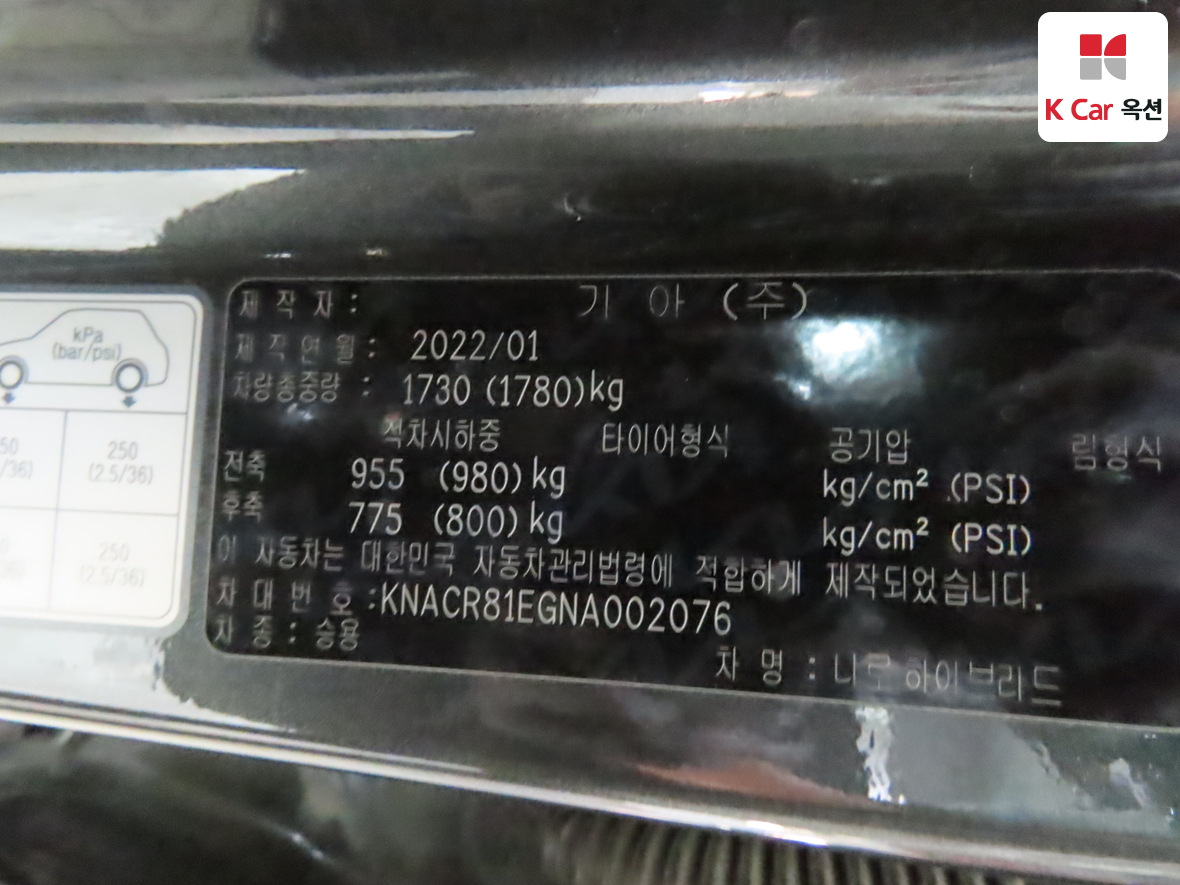 K Car 옥션
제 작 자 : 기 아 (주)
제 작 연 월 : 2022/01
차량총중량 : 1730 (1780)kg
적차시하중 타이어형식 공기압 림형식
전축 955 (980)kg kg/cm² (PSI)
후축 775 (800)kg kg/cm² (PSI)
이 자동차는 대한민국 자동차관리법령에 적합하게 제작되었습니다.
차 대 번 호 :KNACR81EGNA002076
차 종 : 승용
차 명 : 니로 하이브리드
kPa
(bar/psi)
250
(2.5/36)
250
(2.5/36)